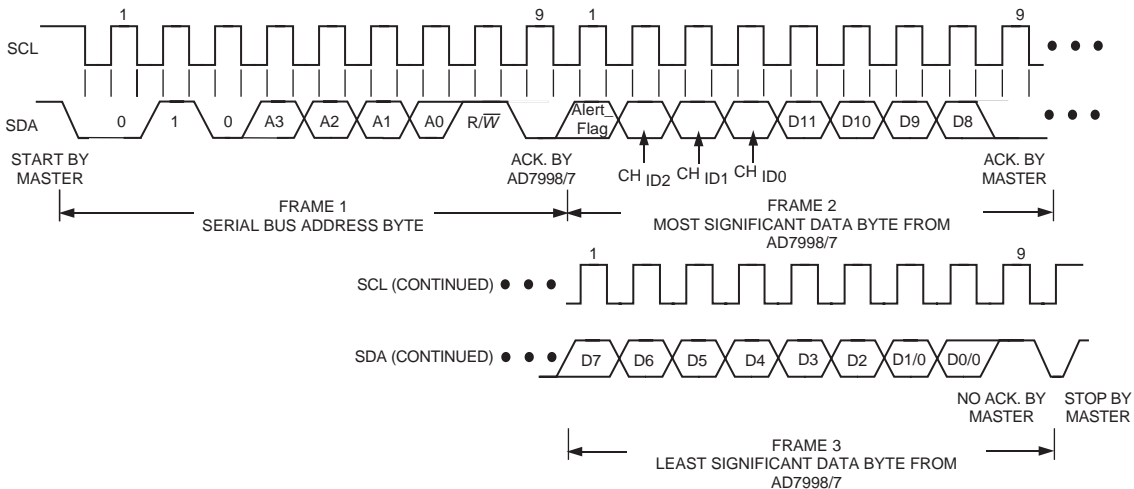 1 9 1 9
SCL
SDA 0 1 0 A3 A2 A1 A0 R/W Alert_ D11 D10 D9 D8
Flag
START BY
MASTER
ACK. BY
AD7998/7
CH ID2 CH ID1 CH ID0
ACK. BY
MASTER
FRAME 1
SERIAL BUS ADDRESS BYTE
FRAME 2
MOST SIGNIFICANT DATA BYTE FROM
AD7998/7
1 9
SCL (CONTINUED)
SDA (CONTINUED) D7 D6 D5 D4 D3 D2 D1/0 D0/0
NO ACK. BY
MASTER
STOP BY
MASTER
FRAME 3
LEAST SIGNIFICANT DATA BYTE FROM
AD7998/7